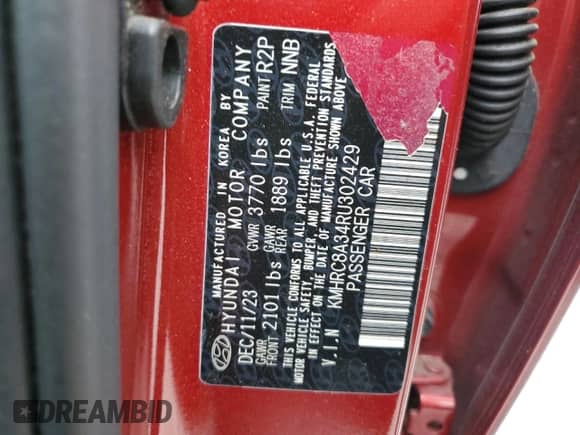 MANUFACTURED IN KOREA BY
HYUNDAI MOTOR COMPANY
DEC/11/23 GVWR 3770 lbs PAINT R2P
GAWR FRONT 2101 lbs GAWR REAR 1889 lbs TRIM NNB
THIS VEHICLE CONFORMS TO ALL APPLICABLE U.S.A. FEDERAL
MOTOR VEHICLE SAFETY, BUMPER, AND THEFT PREVENTION STANDARDS
IN EFFECT ON THE DATE OF MANUFACTURE SHOWN ABOVE
V.I.N KMHRC8A34RU302429
PASSENGER CAR
DREAMBID